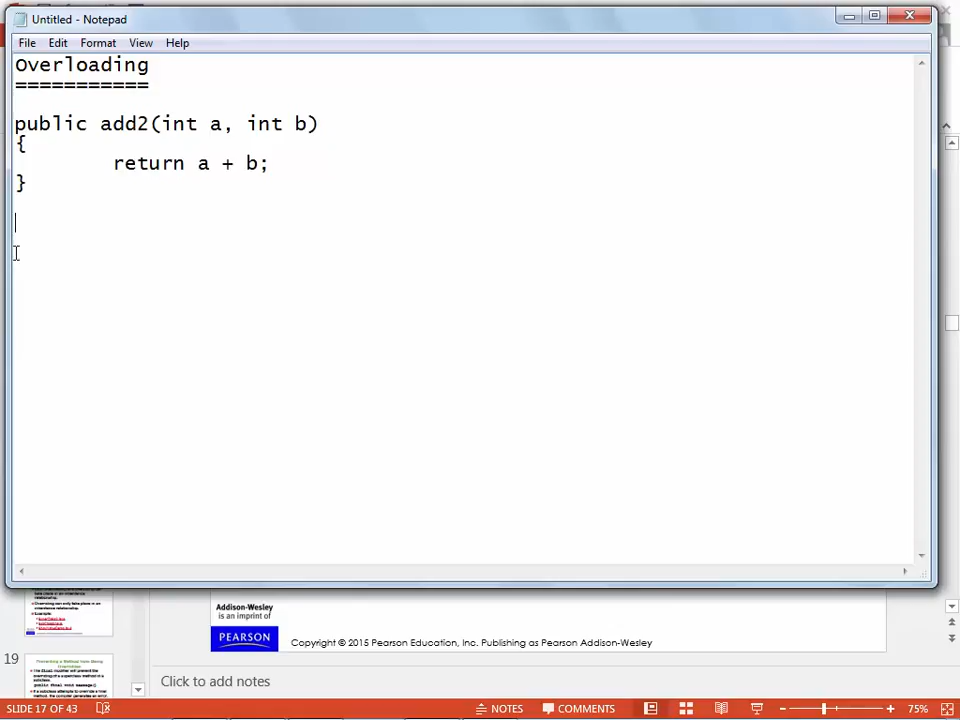 Untitled - Notepad
File Edit Format View Help
Overloading
===========
public add2(int a, int b)
{
return a + b;
}
Addison-Wesley
is an imprint of
PEARSON
Copyright © 2015 Pearson Education, Inc. Publishing as Pearson Addison-Wesley
19
Click to add notes
SLIDE 17 OF 43
NOTES
COMMENTS
75%